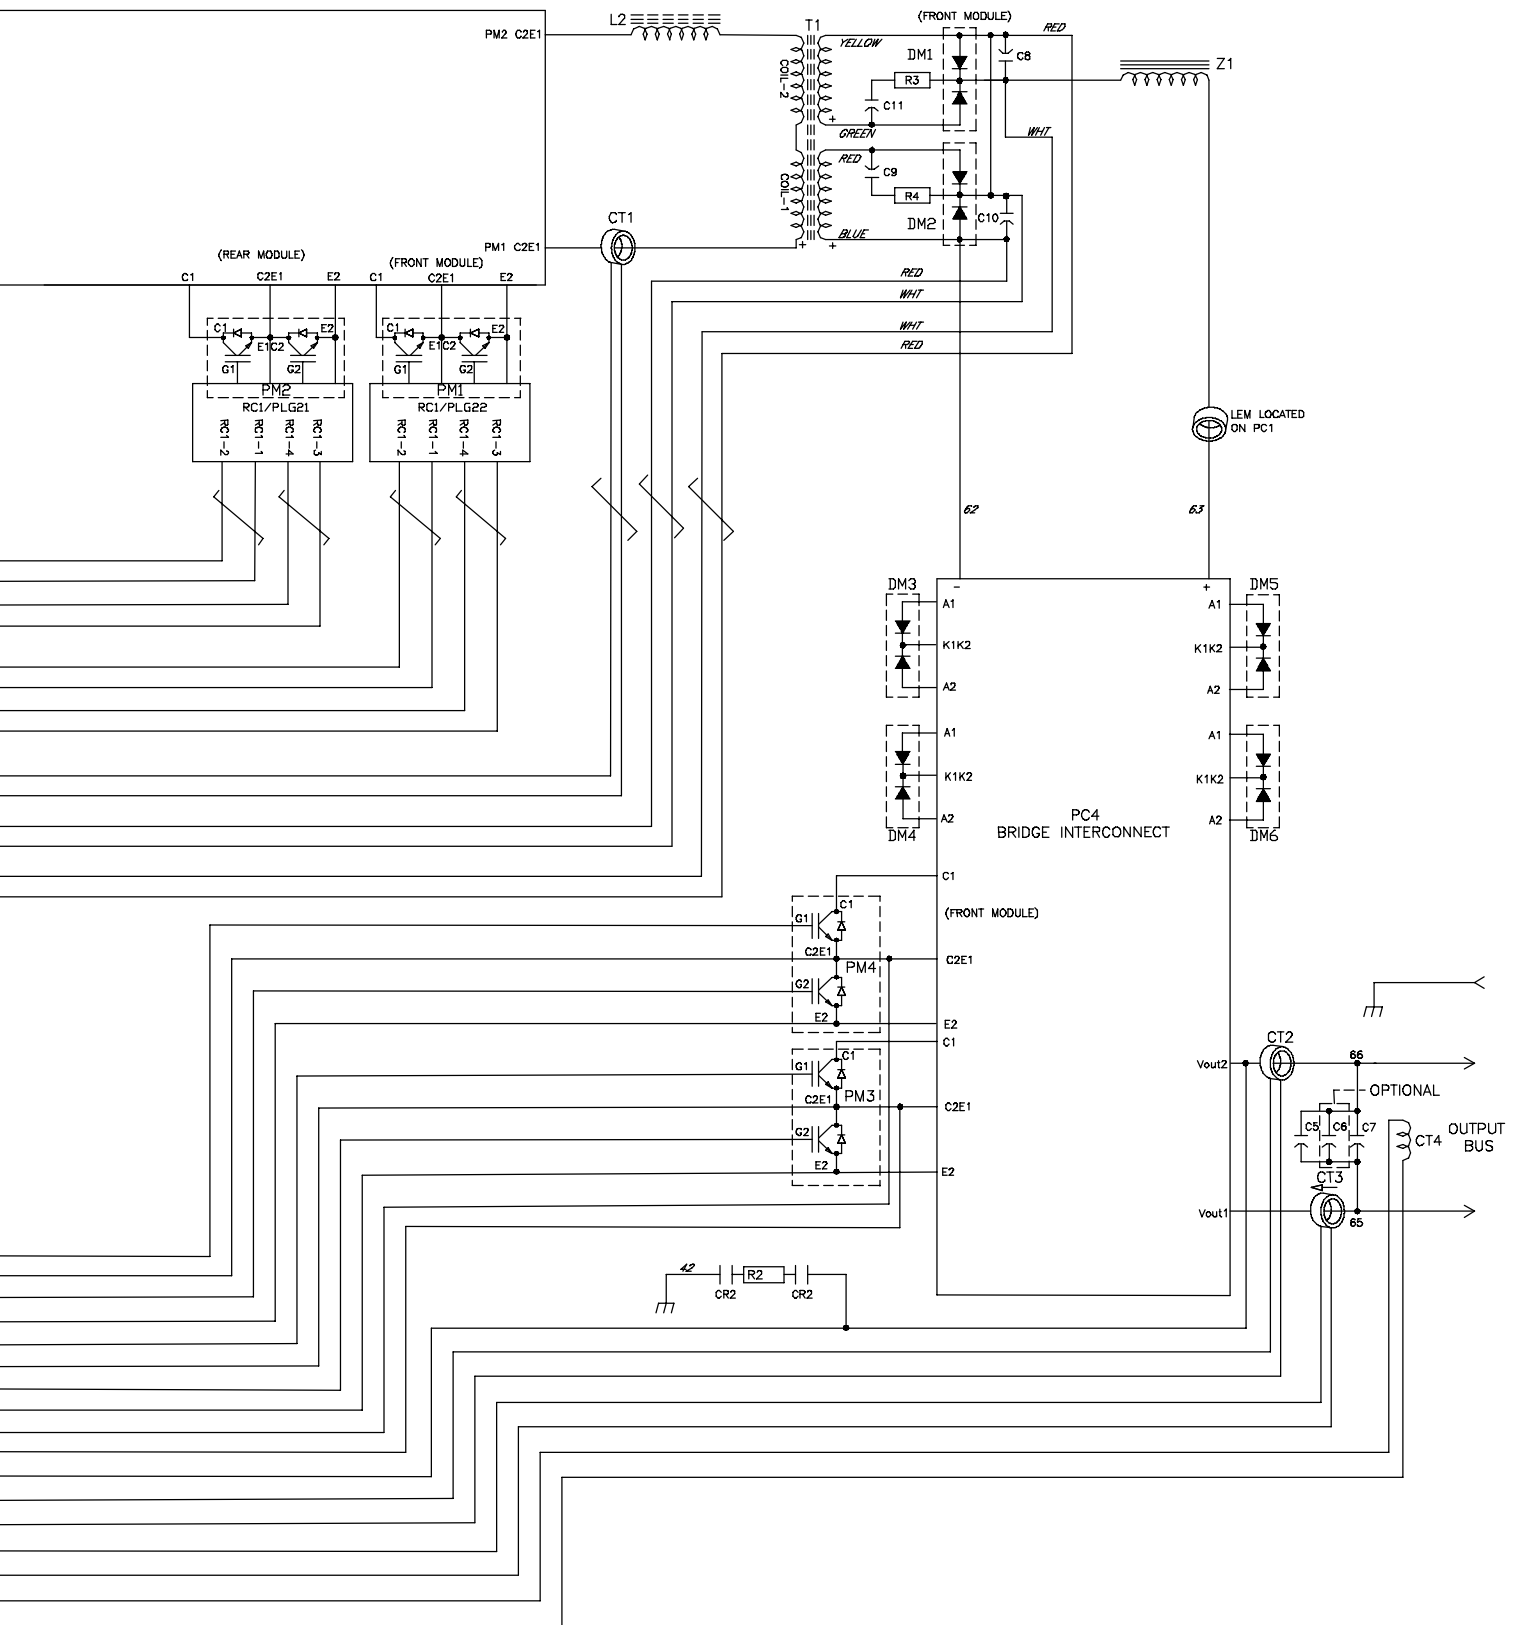 L2
(FRONT MODULE)
T1
RED
PM2 C2E1
YELLOW
DM1
C8
Z1
COIL-2
R3
C11
+
GREEN
WHT
RED
C9
COIL-1
R4
C10
DM2
CT1
BLUE
PM1 C2E1
+
+
(REAR MODULE)
(FRONT MODULE)
C1
C2E1
E2
C1
C2E1
E2
RED
WHT
WHT
RED
C1
E2
E1C2
G1
G2
C1
E2
E1C2
G1
G2
PM2
PM1
RC1/PLG21
RC1/PLG22
RC1-2
RC1-1
RC1-4
RC1-3
RC1-2
RC1-1
RC1-4
RC1-3
LEM LOCATED
ON PC1
62
63
DM3
-
+
DM5
A1
A1
K1K2
K1K2
A2
A2
A1
A1
K1K2
K1K2
A2
A2
DM4
DM6
PC4
BRIDGE INTERCONNECT
C1
(FRONT MODULE)
C1
G1
C2E1
C2E1
PM4
G2
E2
E2
C1
C1
G1
PM3
C2E1
C2E1
G2
E2
E2
CT2
Vout2
66
OPTIONAL
C5
C6
C7
CT4
OUTPUT
BUS
CT3
Vout1
65
42
R2
CR2
CR2